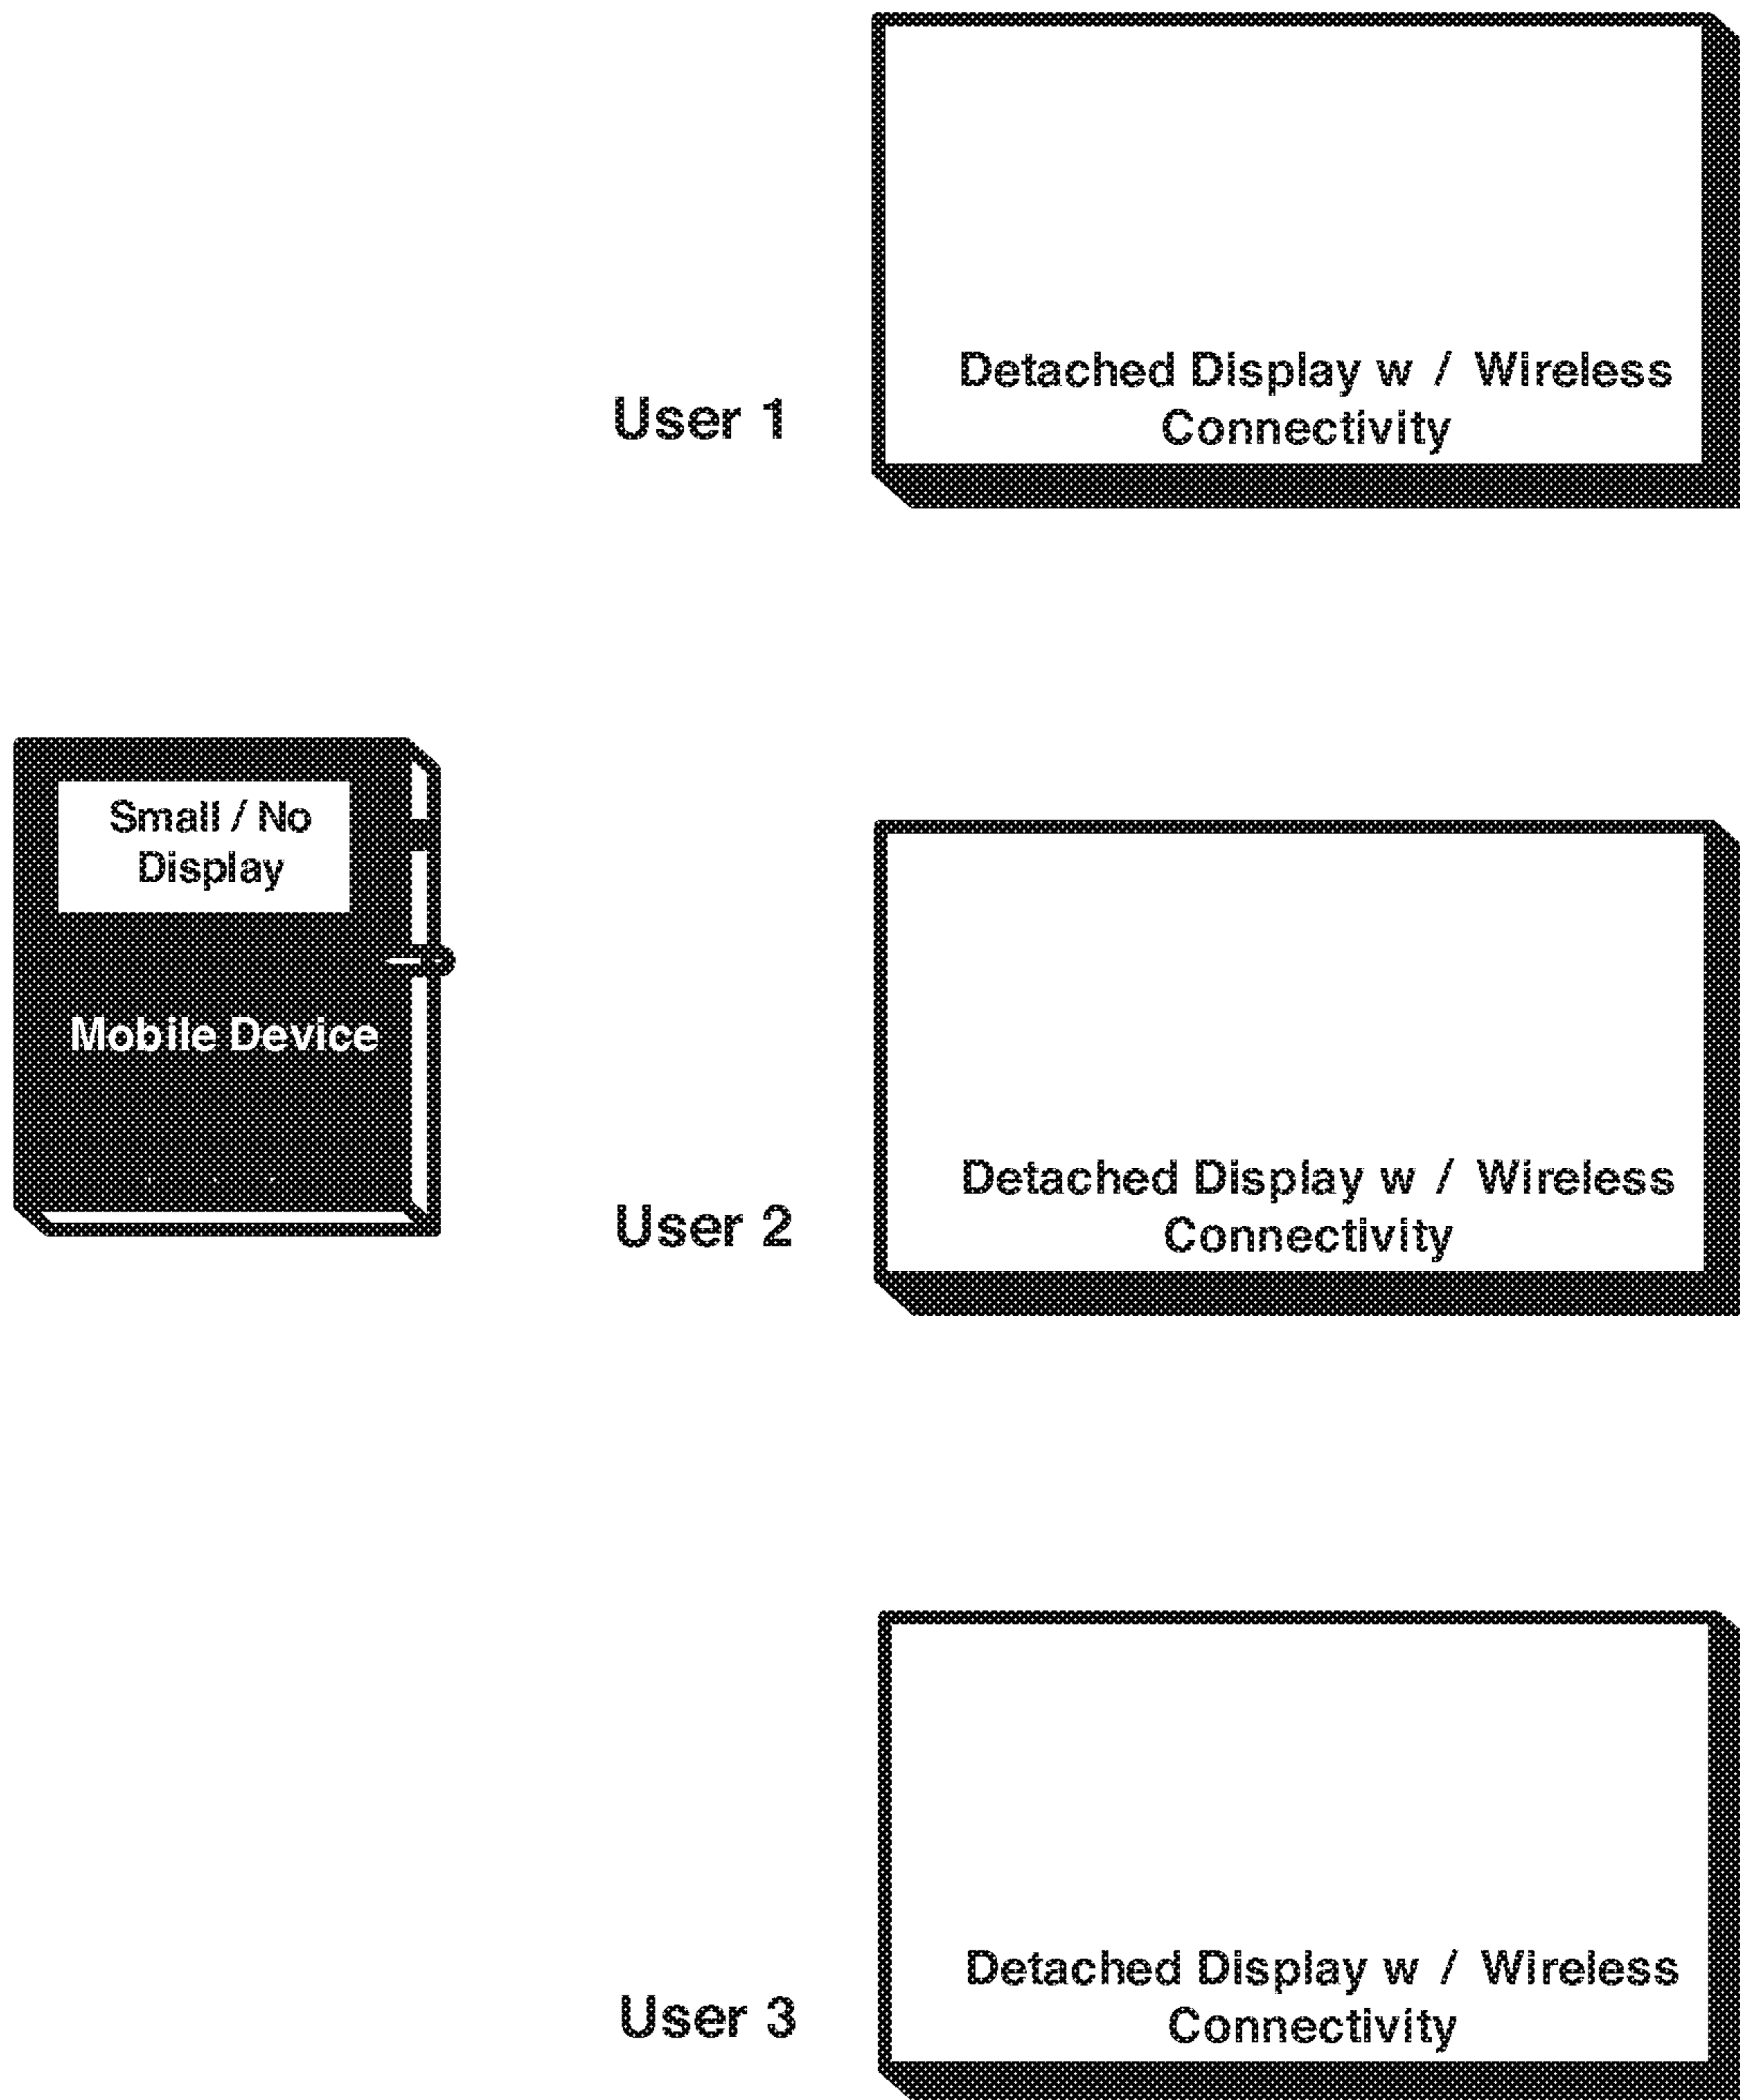 Detached Display w / Wireless
Connectivity
User 1
Small / No
Display
Mobile Device
Detached Display w / Wireless
Connectivity
User 2
Detached Display w / Wireless
Connectivity
User 3